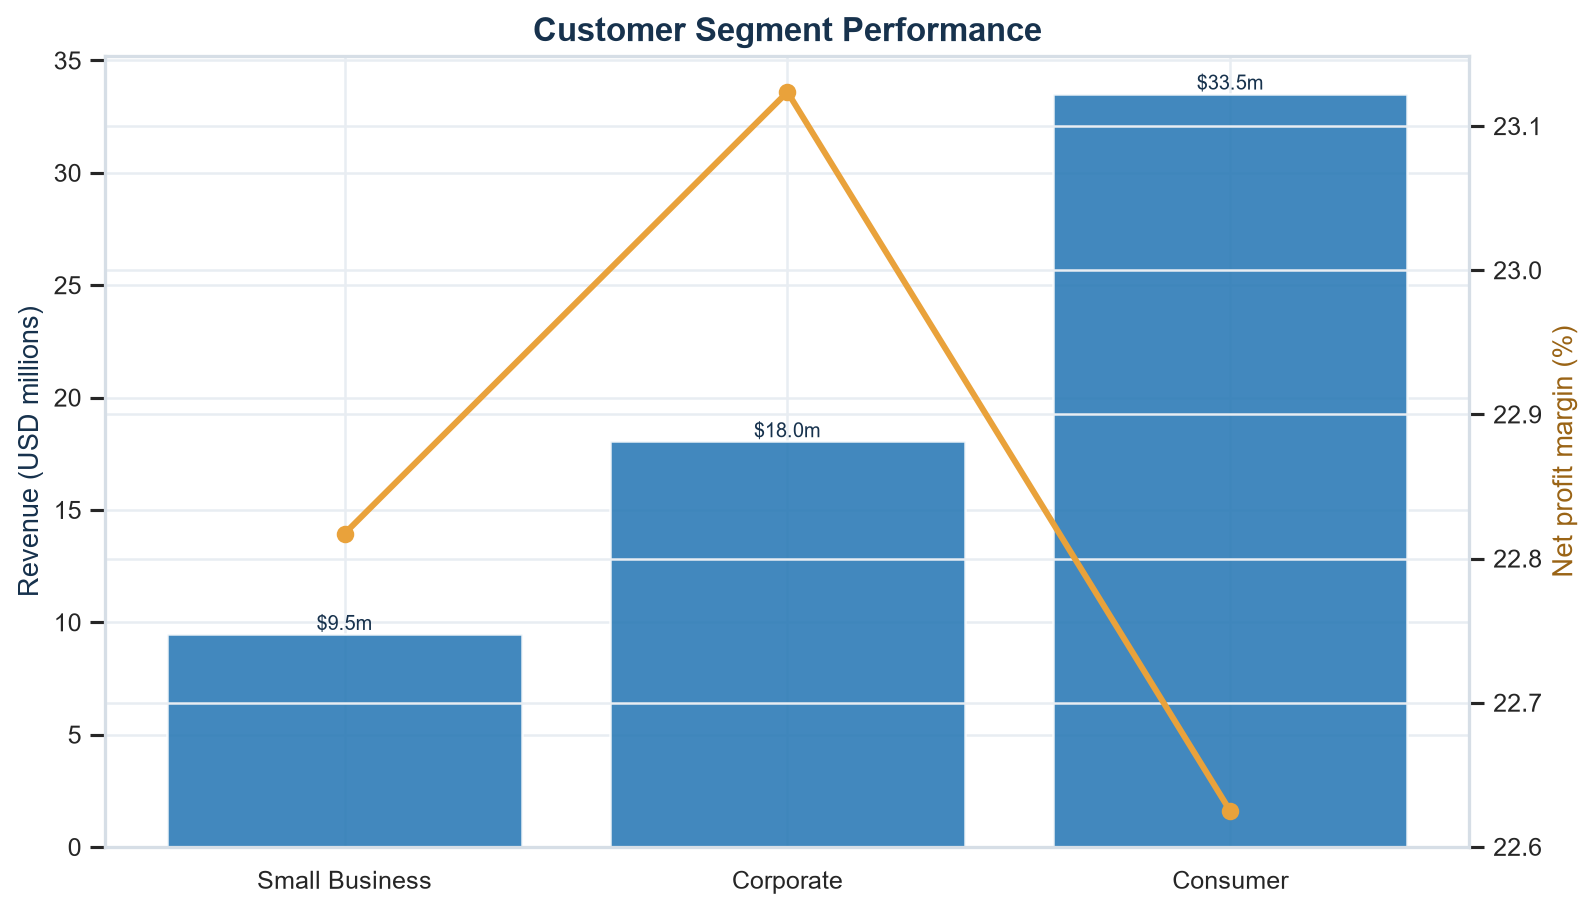 Customer Segment Performance
35
30
25
20
15
10
5
0
Revenue (USD millions)
$9.5m
$18.0m
$33.5m
23.1
23.0
22.9
22.8
22.7
22.6
Net profit margin (%)
Small Business
Corporate
Consumer